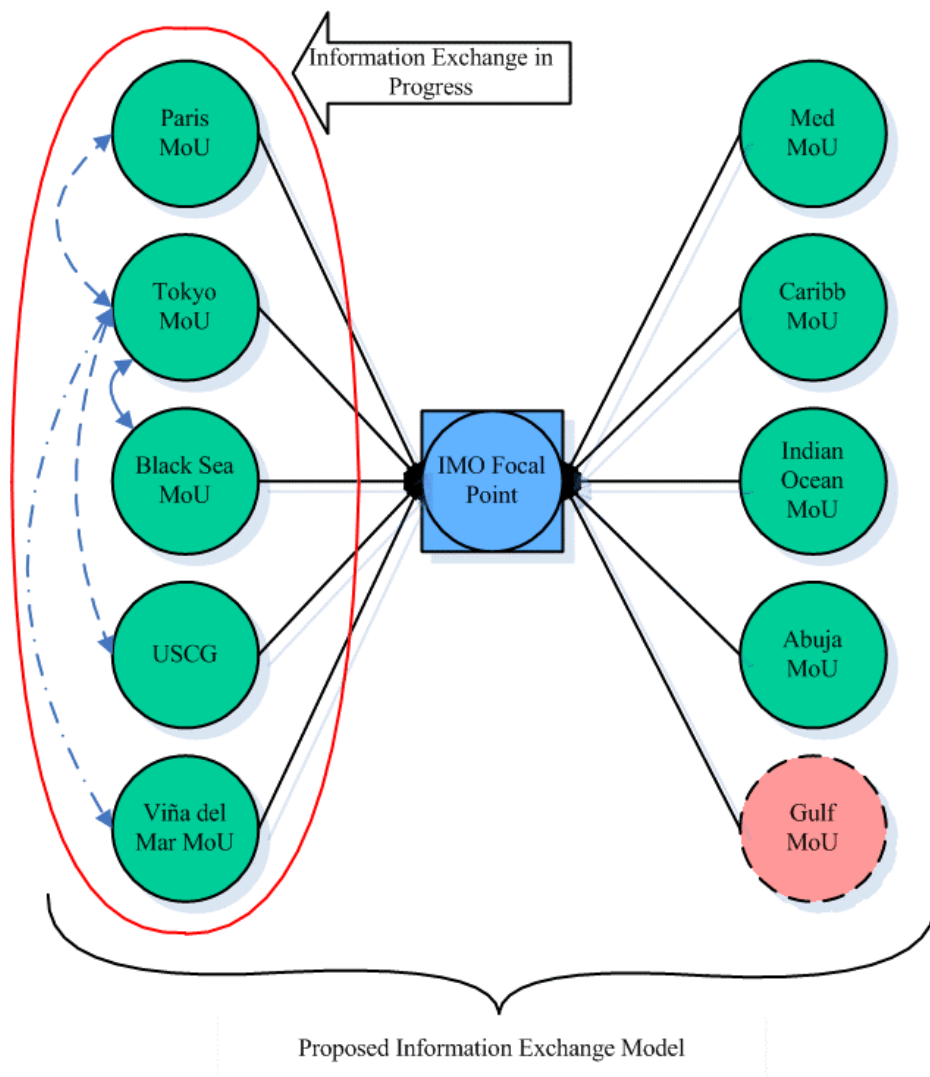 Information Exchange in
Progress
Paris
MoU
Tokyo
MoU
Black Sea
MoU
USCG
Viña del
Mar MoU
IMO Focal
Point
Med
MoU
Caribb
MoU
Indian
Ocean
MoU
Abuja
MoU
Gulf
MoU
Proposed Information Exchange Model